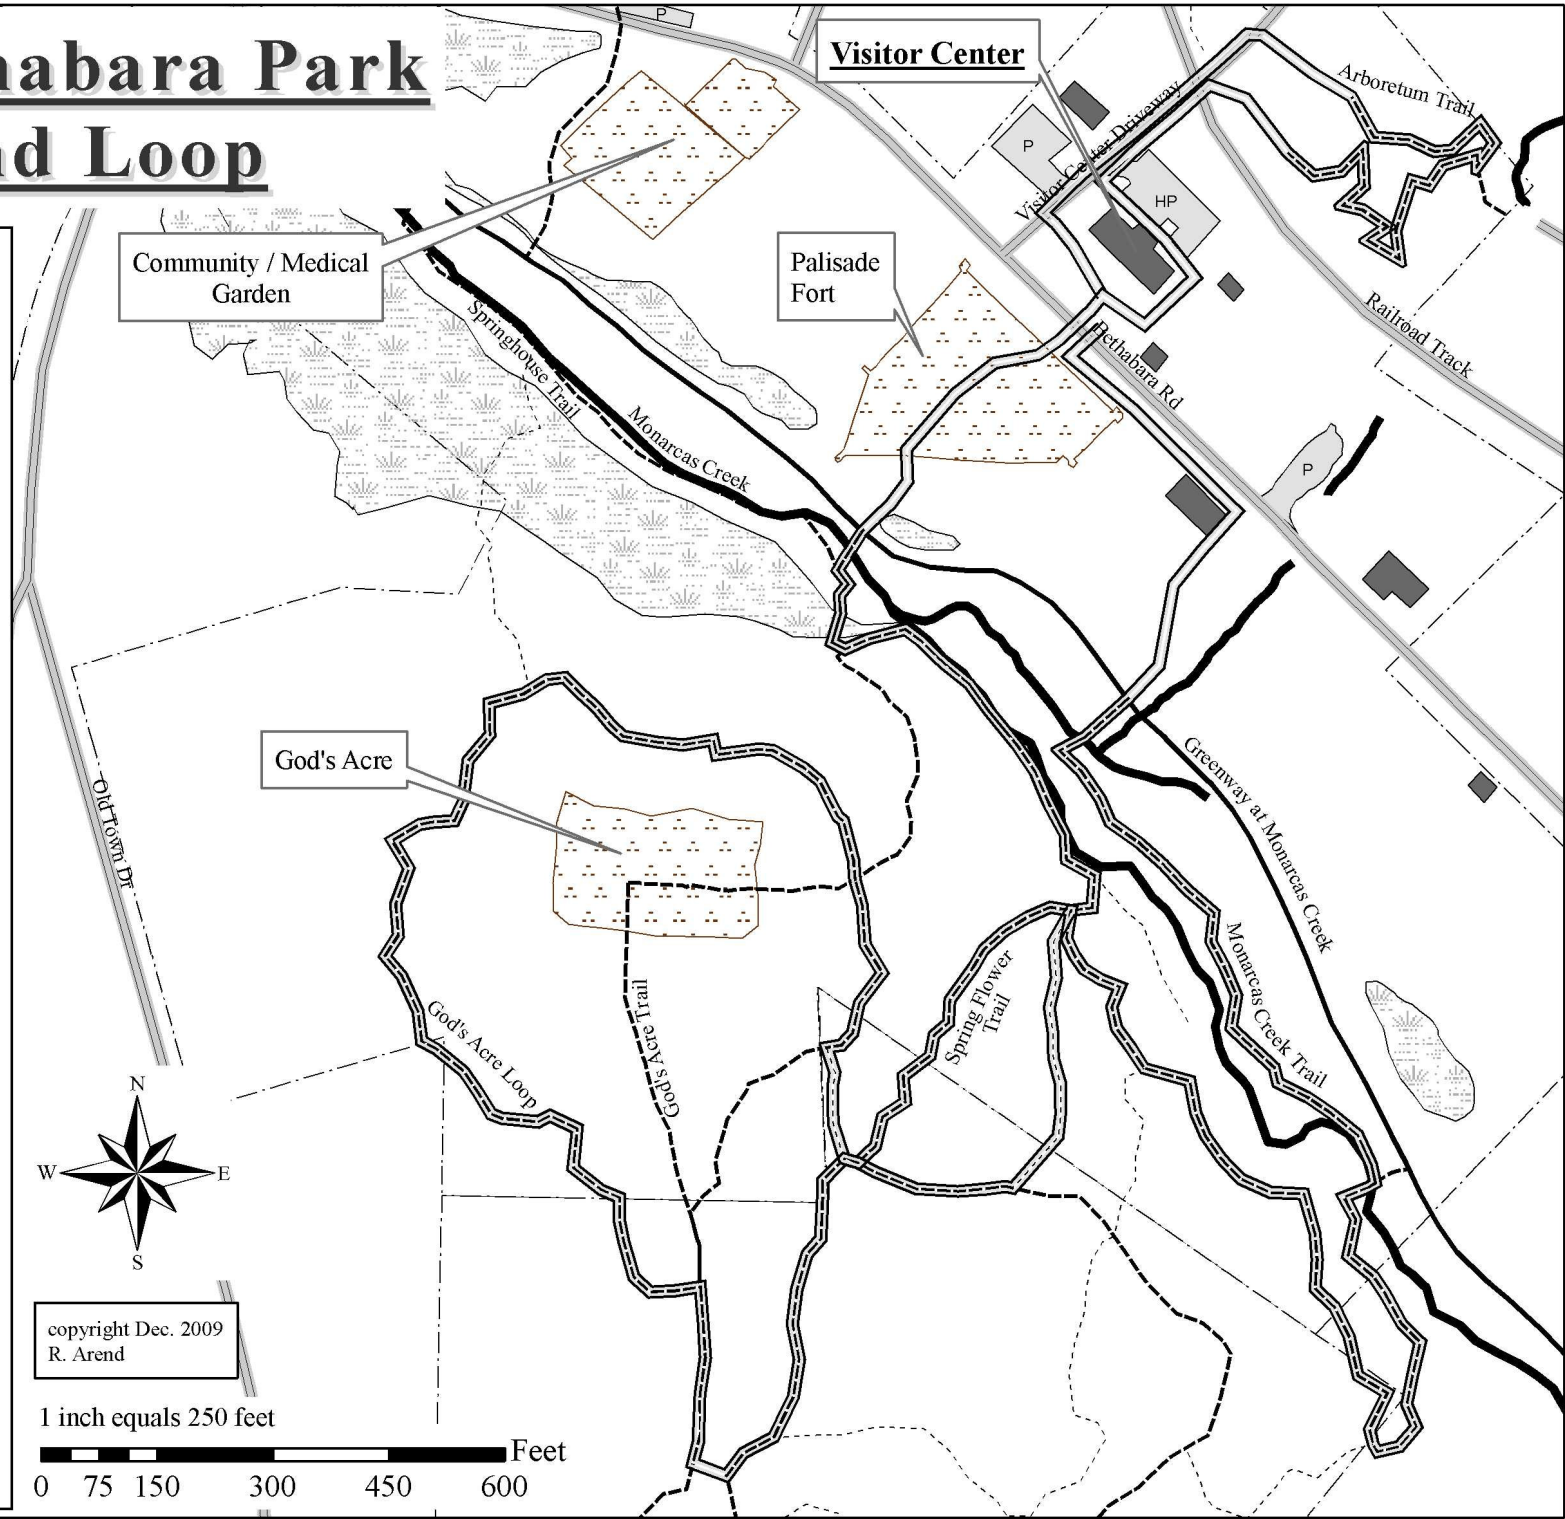 habara Park
nd Loop
P
Visitor Center
Arboretum Trail
Visitor Center Driveway
P
HP
Community / Medical
Garden
Palisade
Fort
Springhouse Trail
Monarcas Creek
Bethabara Rd
Railroad Track
P
God's Acre
Old Town Dr
Greenway at Monarcas Creek
Monarcas Creek Trail
Spring Flower
Trail
God's Acre Trail
God's Acre Loop
N
W
E
S
copyright Dec. 2009
R. Arend
1 inch equals 250 feet
Feet
0 75 150 300 450 600